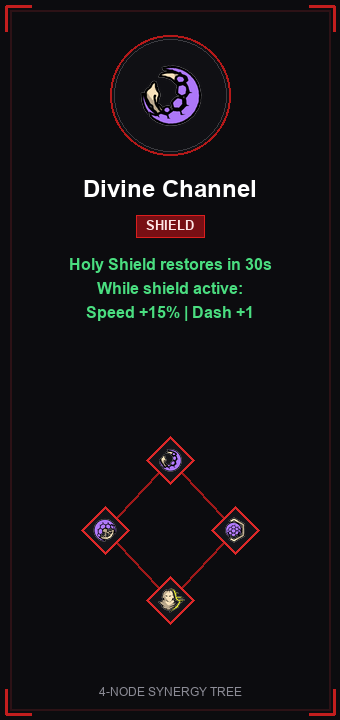 Divine Channel
SHIELD
Holy Shield restores in 30s
While shield active:
Speed +15% | Dash +1
4-NODE SYNERGY TREE